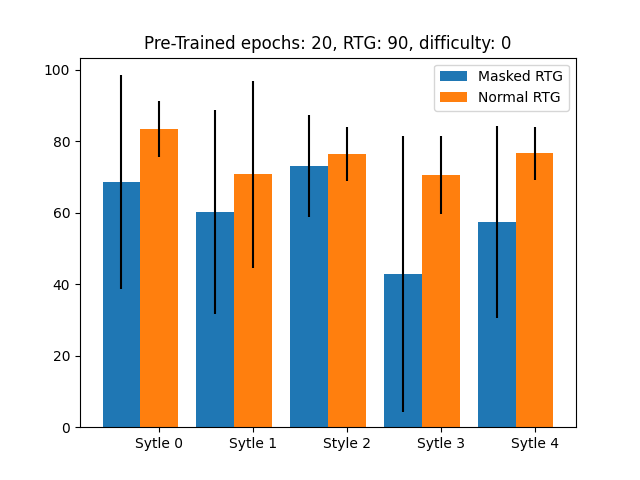 Pre-Trained epochs: 20, RTG: 90, difficulty: 0
100
80
60
40
20
0
Masked RTG
Normal RTG
Sytle 0
Sytle 1
Style 2
Sytle 3
Sytle 4